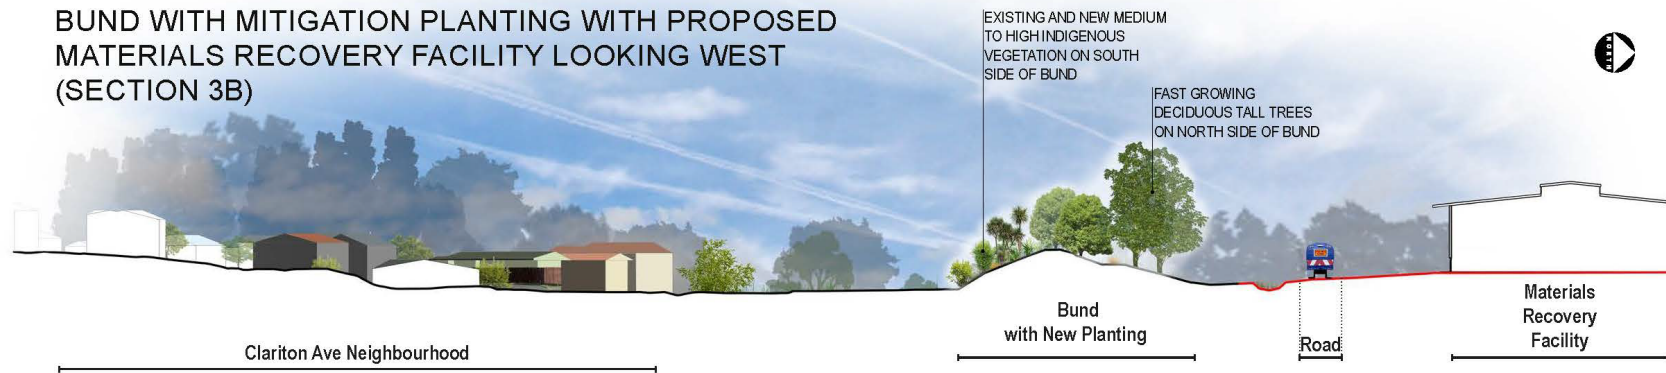 BUND WITH MITIGATION PLANTING WITH PROPOSED
MATERIALS RECOVERY FACILITY LOOKING WEST
(SECTION 3B)
EXISTING AND NEW MEDIUM
TO HIGH INDIGENOUS
VEGETATION ON SOUTH
SIDE OF BUND
FAST GROWING
DECIDUOUS TALL TREES
ON NORTH SIDE OF BUND
NORTH
Clariton Ave Neighbourhood
Bund
with New Planting
Road
Materials
Recovery
Facility